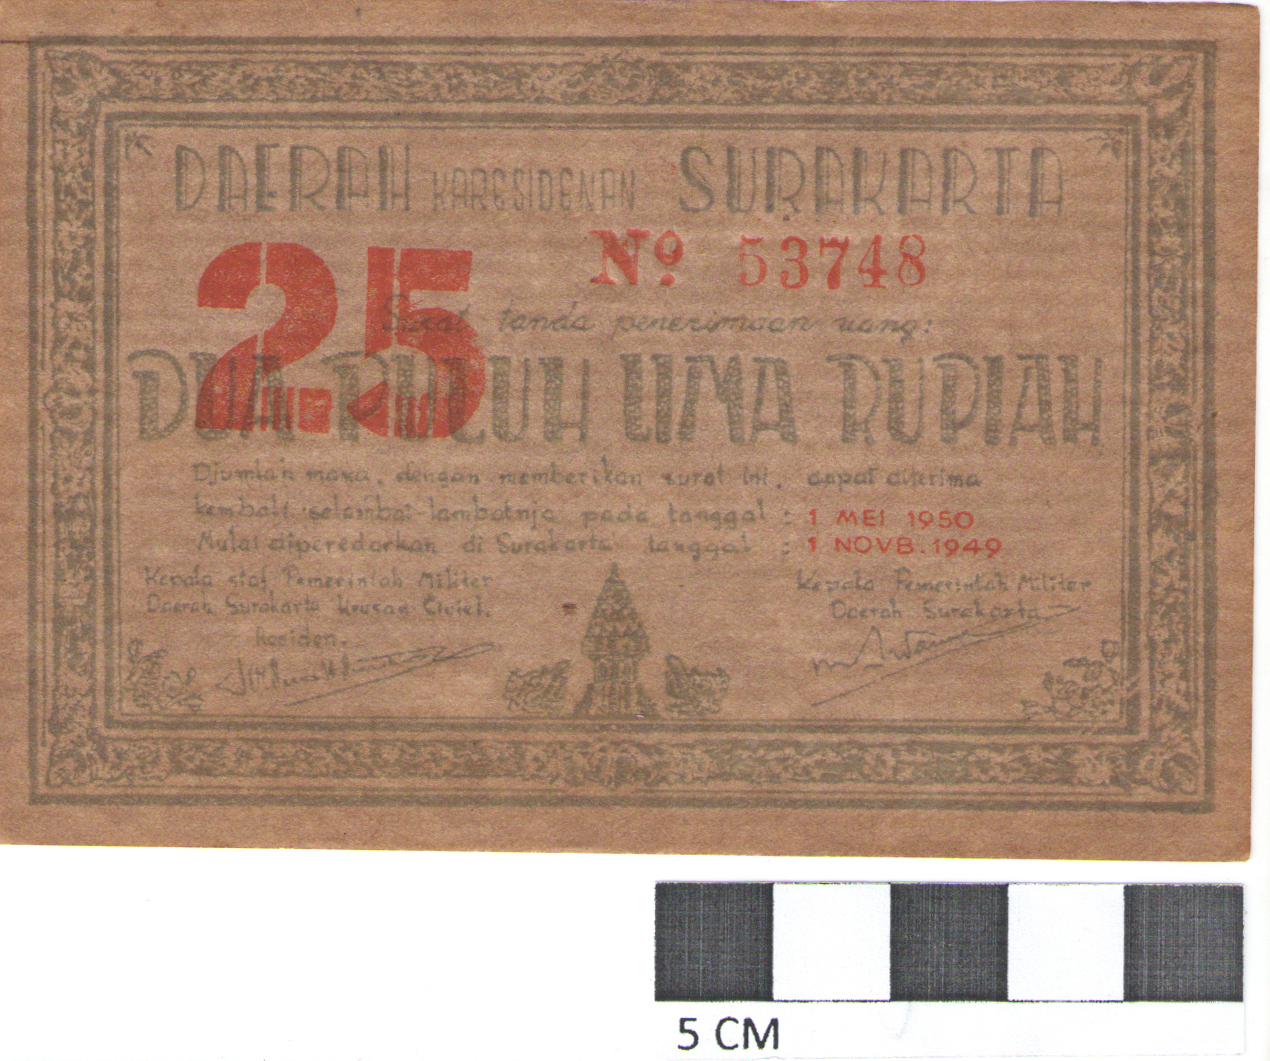 DAERAH KARESIDENAN SURAKARTA
25
Nº 53748
Surat tanda penerimaan uang:
DUA PULUH LIMA RUPIAH
Djumlah mana, dengan memberikan surat ini, dapat diterima
kembali selambat-lambatnja pada tanggal : 1 MEI 1950
Mulai diperedarkan di Surakarta tanggal : 1 NOVB. 1949
Kepala staf Pemerintah Militer
Daerah Surakarta Urusan Civiel.
Residen.
Kepala Pemerintah Militer
Daerah Surakarta
5 CM